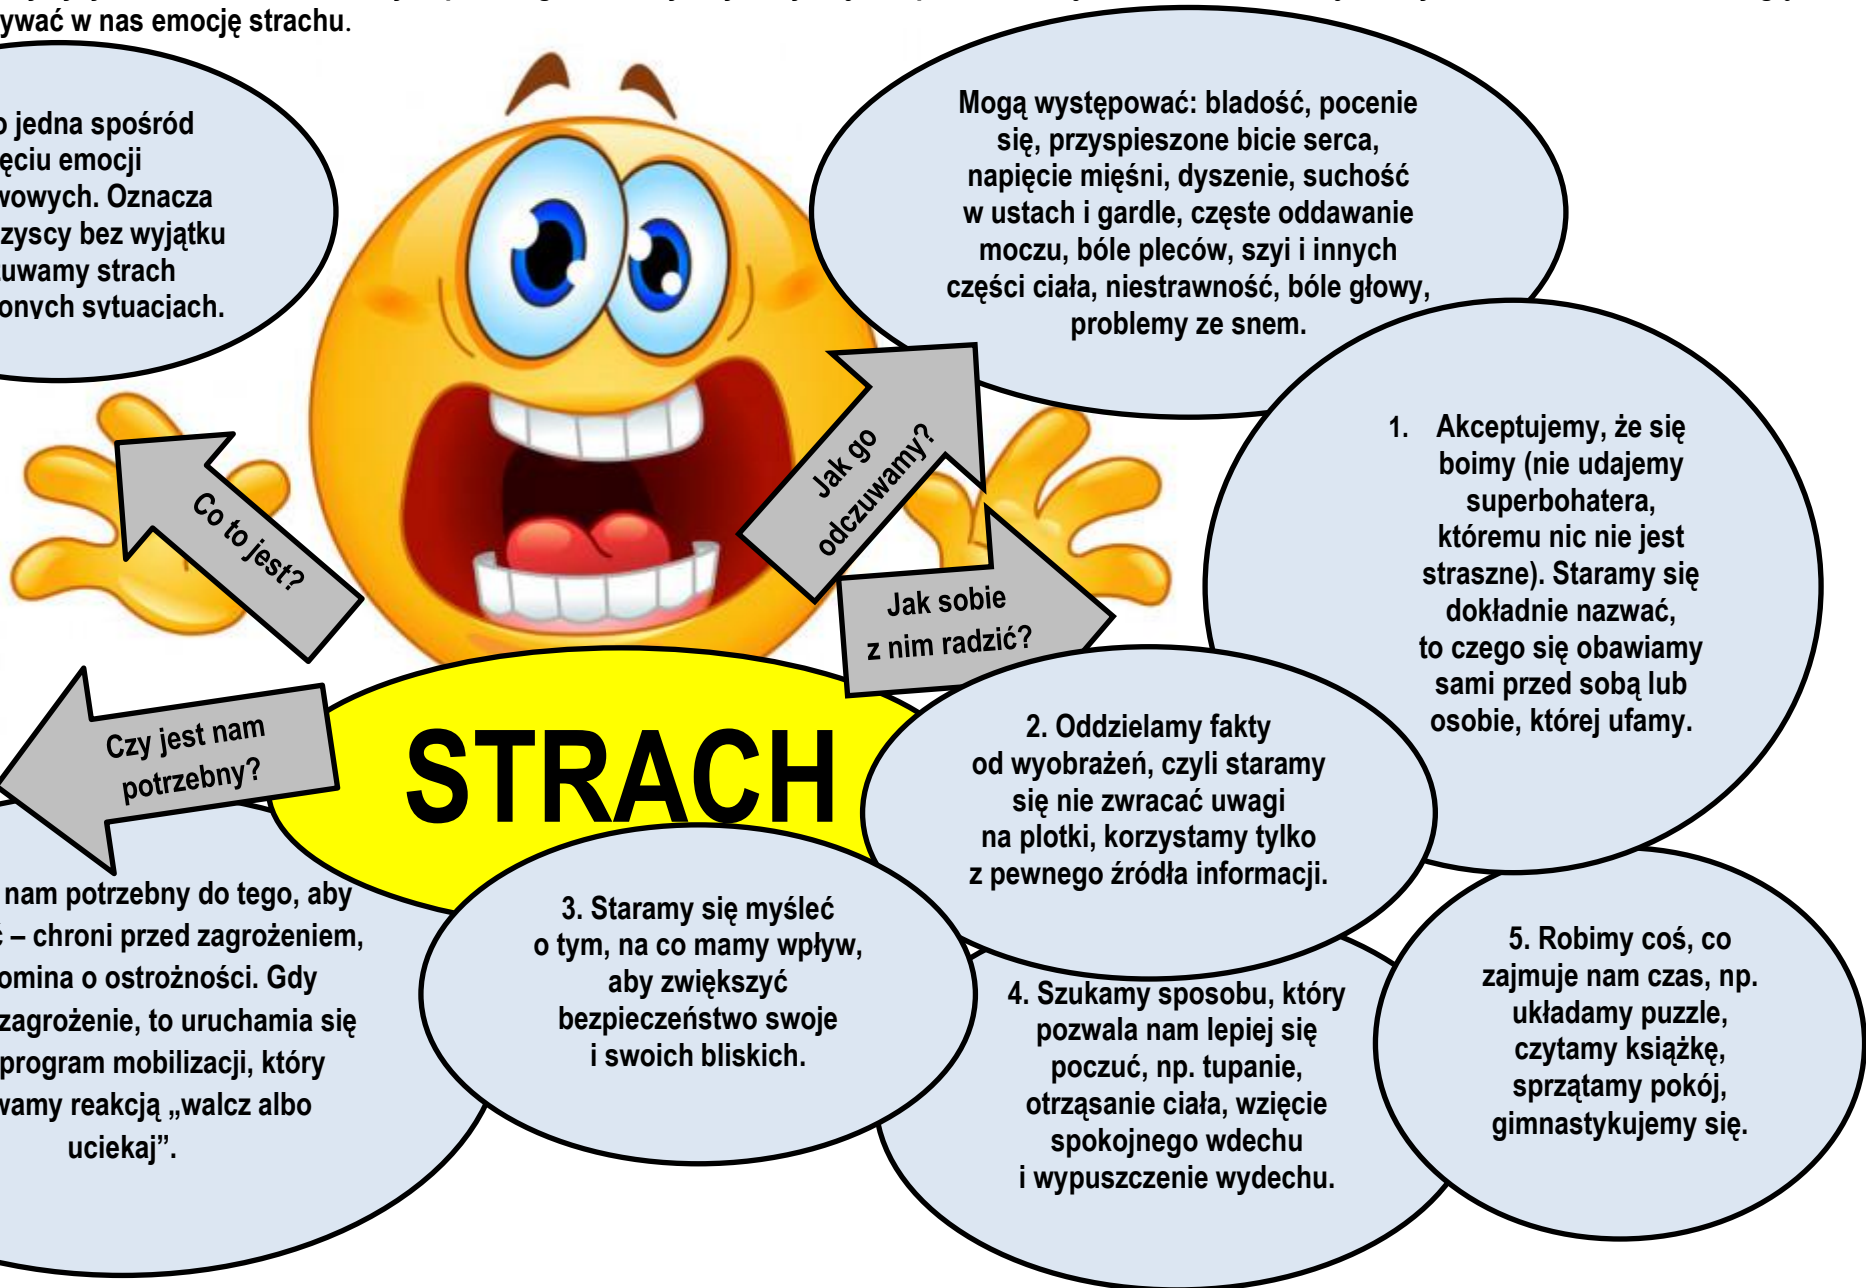 ywać w nas emocję strachu.
jedna spośród
emocji
Oznacza
bez wyjątku
strach
sytuacjach.
Mogą występować: bladość, pocenie
się, przyspieszone bicie serca,
napięcie mięśni, dyszenie, suchość
w ustach i gardle, częste oddawanie
moczu, bóle pleców, szyi i innych
części ciała, niestrawność, bóle głowy,
problemy ze snem.
Co to jest?
Jak go
odczuwamy?
Jak sobie
z nim radzić?
Czy jest nam
potrzebny?
STRACH
1. Akceptujemy, że się
boimy (nie udajemy
superbohatera,
któremu nic nie jest
straszne). Staramy się
dokładnie nazwać,
to czego się obawiamy
sami przed sobą lub
osobie, której ufamy.
2. Oddzielamy fakty
od wyobrażeń, czyli staramy
się nie zwracać uwagi
na plotki, korzystamy tylko
z pewnego źródła informacji.
nam potrzebny do tego, aby
– chroni przed zagrożeniem,
o ostrożności. Gdy
zagrożenie, to uruchamia się
program mobilizacji, który
reakcją „walcz albo
uciekaj”.
3. Staramy się myśleć
o tym, na co mamy wpływ,
aby zwiększyć
bezpieczeństwo swoje
i swoich bliskich.
4. Szukamy sposobu, który
pozwala nam lepiej się
poczuć, np. tupanie,
otrząsanie ciała, wzięcie
spokojnego wdechu
i wypuszczenie wydechu.
5. Robimy coś, co
zajmuje nam czas, np.
układamy puzzle,
czytamy książkę,
sprzątamy pokój,
gimnastykujemy się.